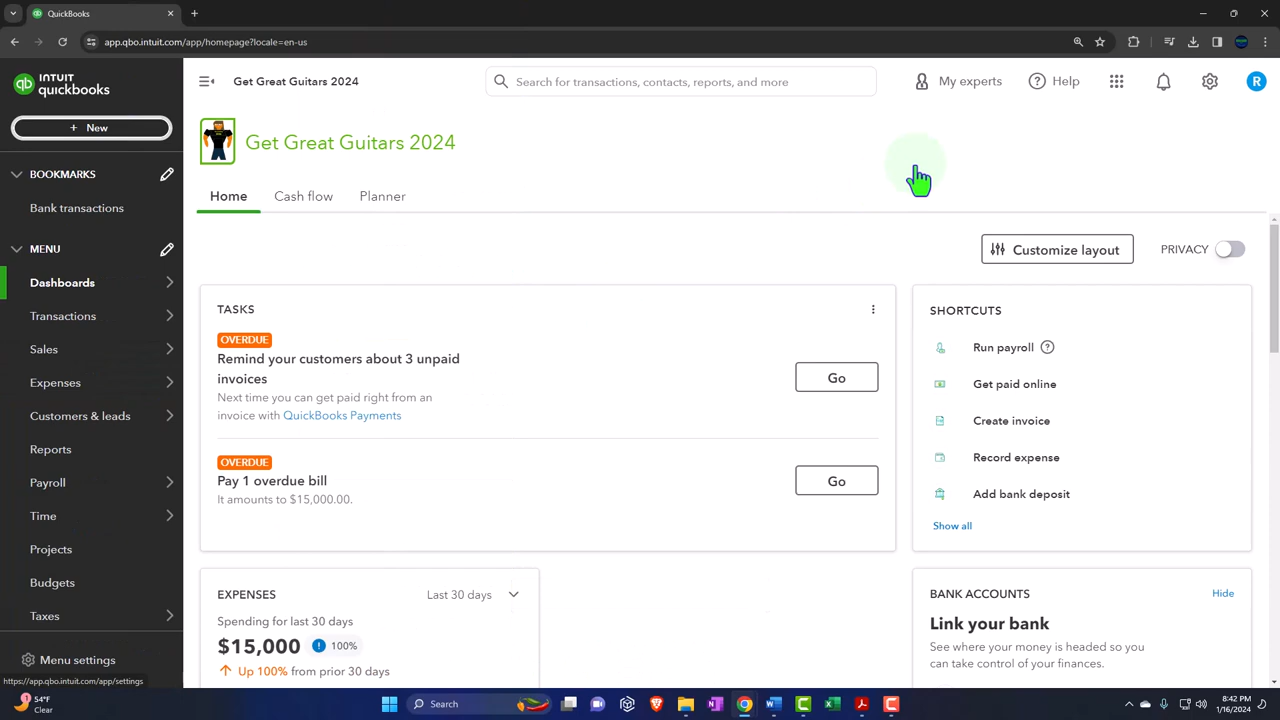 QuickBooks
app.qbo.intuit.com/app/homepage?locale=en-us
INTUIT
quickbooks
Get Great Guitars 2024
Search for transactions, contacts, reports, and more
My experts
Help
R
+ New
Get Great Guitars 2024
BOOKMARKS
Bank transactions
Home
Cash flow
Planner
MENU
Customize layout
PRIVACY
Dashboards
Transactions
Sales
Expenses
Customers & leads
Reports
Payroll
Time
Projects
Budgets
Taxes
Menu settings
TASKS
OVERDUE
Remind your customers about 3 unpaid
invoices
Next time you can get paid right from an
invoice with QuickBooks Payments
Go
OVERDUE
Pay 1 overdue bill
It amounts to $15,000.00.
Go
SHORTCUTS
Run payroll
Get paid online
Create invoice
Record expense
Add bank deposit
Show all
EXPENSES
Last 30 days
Spending for last 30 days
$15,000
100%
Up 100% from prior 30 days
BANK ACCOUNTS
Hide
Link your bank
See where your money is headed so you
can take control of your finances.
https://app.qbo.intuit.com/app/settings
54°F
Clear
Search
8:42 PM
1/16/2024